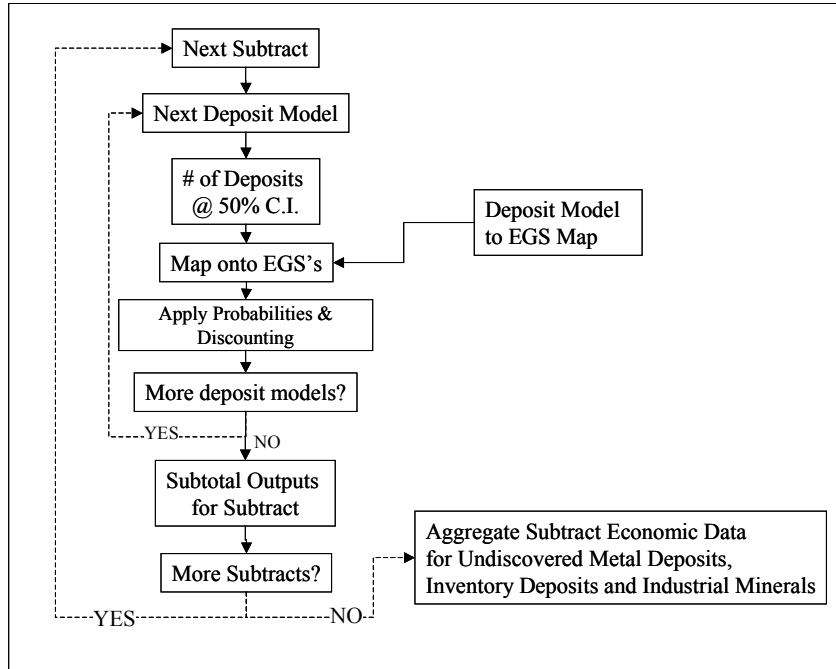 Next Subtract
Next Deposit Model
# of Deposits
@ 50% C.I.
Deposit Model
to EGS Map
Map onto EGS's
Apply Probabilities &
Discounting
More deposit models?
YES
NO
Subtotal Outputs
for Subtract
More Subtracts?
Aggregate Subtract Economic Data
for Undiscovered Metal Deposits,
Inventory Deposits and Industrial Minerals
YES
NO